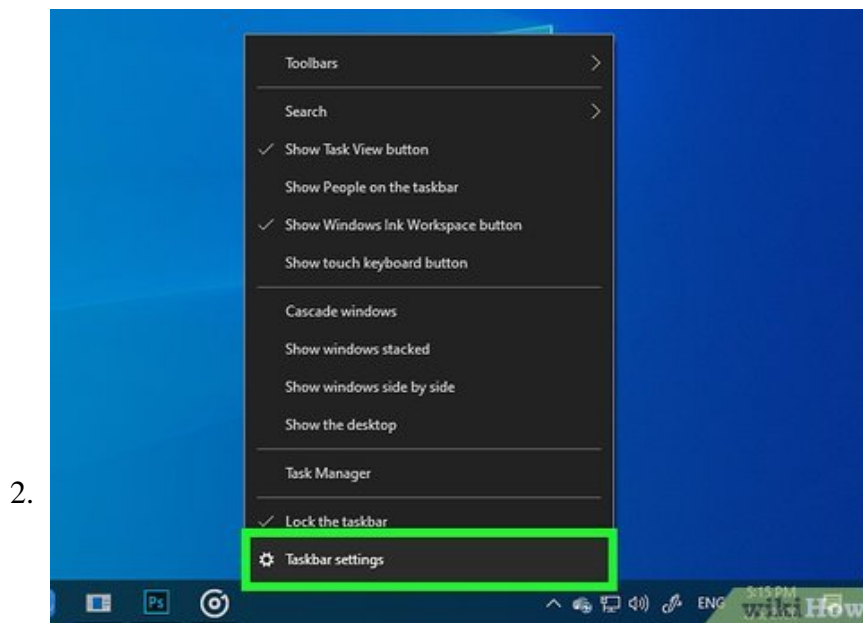 Toolbars
Search
Show Task View button
Show People on the taskbar
Show Windows Ink Workspace button
Show touch keyboard button
Cascade windows
Show windows stacked
Show windows side by side
Show the desktop
Task Manager
2.
Lock the taskbar
Taskbar settings
Ps
ENG
5:15 PM
wikiHow